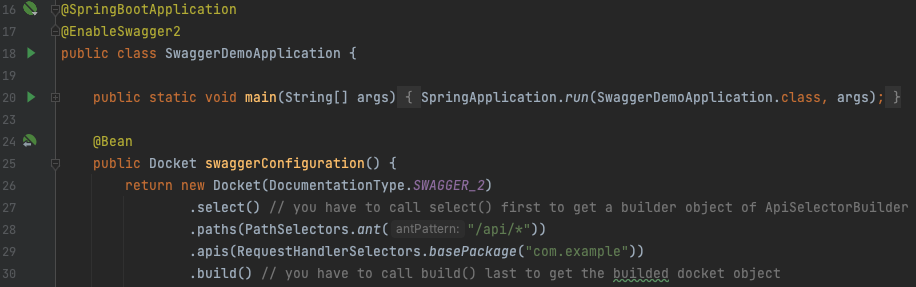 16 @SpringBootApplication
17 @EnableSwagger2
18 public class SwaggerDemoApplication {
19
20 public static void main(String[] args) { SpringApplication.run(SwaggerDemoApplication.class, args); }
23
24 @Bean
25 public Docket swaggerConfiguration() {
26 return new Docket(DocumentationType.SWAGGER_2)
27 .select() // you have to call select() first to get a builder object of ApiSelectorBuilder
28 .paths(PathSelectors.ant( antPattern: "/api/*"))
29 .apis(RequestHandlerSelectors.basePackage("com.example"))
30 .build() // you have to call build() last to get the builded docket object